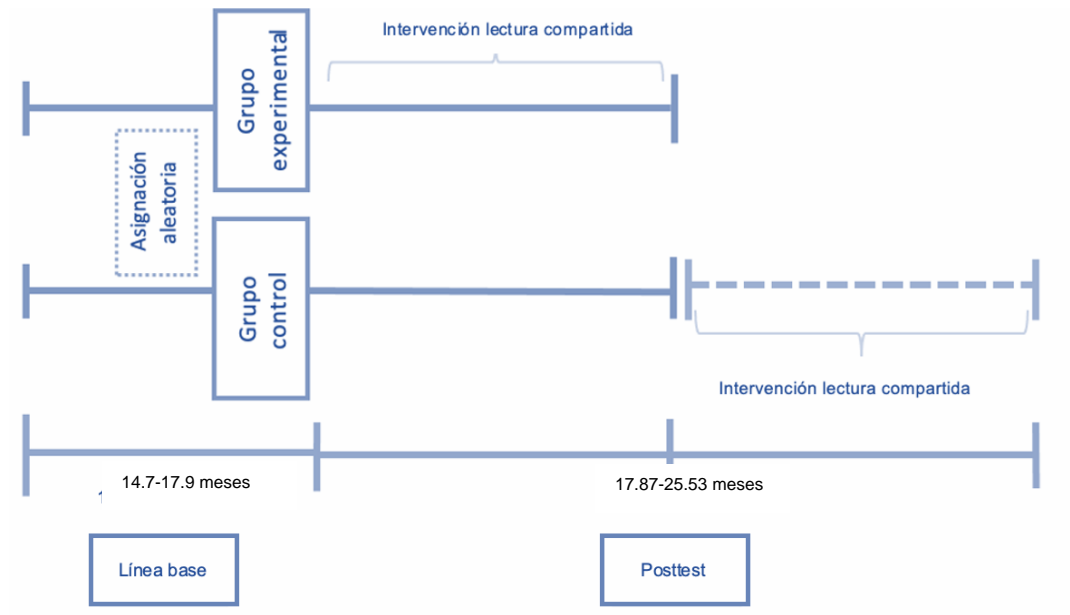 Intervención lectura compartida
Grupo
experimental
Asignación
aleatoria
Grupo
control
Intervención lectura compartida
14.7-17.9 meses
17.87-25.53 meses
Línea base
Posttest